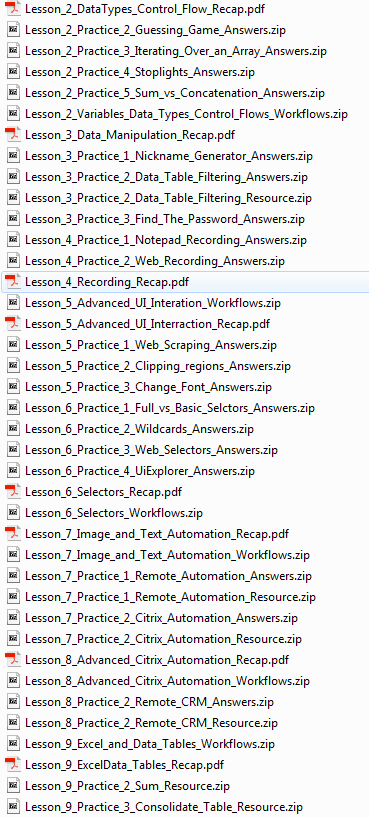 Lesson_2_DataTypes_Control_Flow_Recap.pdf
Lesson_2_Practice_2_Guessing_Game_Answers.zip
Lesson_2_Practice_3_Iterating_Over_an_Array_Answers.zip
Lesson_2_Practice_4_Stoplights_Answers.zip
Lesson_2_Practice_5_Sum_vs_Concatenation_Answers.zip
Lesson_2_Variables_Data_Types_Control_Flows_Workflows.zip
Lesson_3_Data_Manipulation_Recap.pdf
Lesson_3_Practice_1_Nickname_Generator_Answers.zip
Lesson_3_Practice_2_Data_Table_Filtering_Answers.zip
Lesson_3_Practice_2_Data_Table_Filtering_Resource.zip
Lesson_3_Practice_3_Find_The_Password_Answers.zip
Lesson_4_Practice_1_Notepad_Recording_Answers.zip
Lesson_4_Practice_2_Web_Recording_Answers.zip
Lesson_4_Recording_Recap.pdf
Lesson_5_Advanced_UI_Interation_Workflows.zip
Lesson_5_Advanced_UI_Interraction_Recap.pdf
Lesson_5_Practice_1_Web_Scraping_Answers.zip
Lesson_5_Practice_2_Clipping_regions_Answers.zip
Lesson_5_Practice_3_Change_Font_Answers.zip
Lesson_6_Practice_1_Full_vs_Basic_Selctors_Answers.zip
Lesson_6_Practice_2_Wildcards_Answers.zip
Lesson_6_Practice_3_Web_Selectors_Answers.zip
Lesson_6_Practice_4_UiExplorer_Answers.zip
Lesson_6_Selectors_Recap.pdf
Lesson_6_Selectors_Workflows.zip
Lesson_7_Image_and_Text_Automation_Recap.pdf
Lesson_7_Image_and_Text_Automation_Workflows.zip
Lesson_7_Practice_1_Remote_Automation_Answers.zip
Lesson_7_Practice_1_Remote_Automation_Resource.zip
Lesson_7_Practice_2_Citrix_Automation_Answers.zip
Lesson_7_Practice_2_Citrix_Automation_Resource.zip
Lesson_8_Advanced_Citrix_Automation_Recap.pdf
Lesson_8_Advanced_Citrix_Automation_Workflows.zip
Lesson_8_Practice_2_Remote_CRM_Answers.zip
Lesson_8_Practice_2_Remote_CRM_Resource.zip
Lesson_9_Excel_and_Data_Tables_Workflows.zip
Lesson_9_ExcelData_Tables_Recap.pdf
Lesson_9_Practice_2_Sum_Resource.zip
Lesson_9_Practice_3_Consolidate_Table_Resource.zip